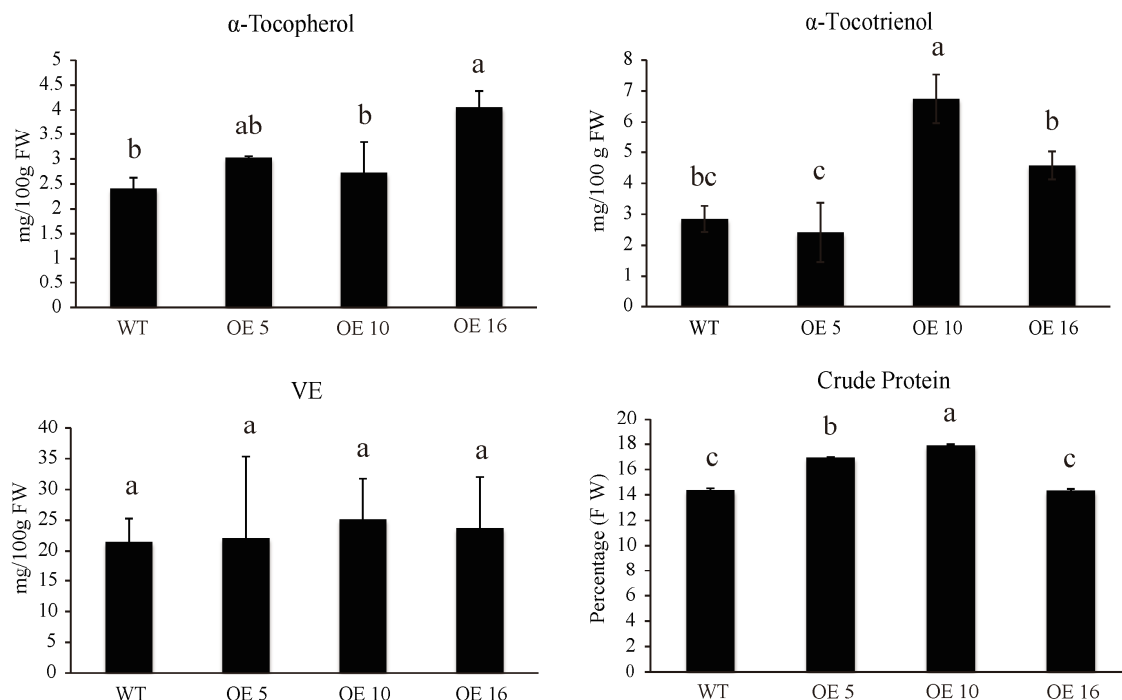 α-Tocopherol
5
4.5
4
3.5
3
2.5
2
1.5
1
0.5
0
mg/100g FW
b
ab
b
a
WT
OE 5
OE 10
OE 16
α-Tocotrienol
8
7
6
5
4
3
2
1
0
mg/100 g FW
bc
c
a
b
WT
OE 5
OE 10
OE 16
VE
40
35
30
25
20
15
10
5
0
mg/100g FW
a
a
a
a
WT
OE 5
OE 10
OE 16
Crude Protein
20
18
16
14
12
10
8
6
4
2
0
Percentage (F W)
c
b
a
c
WT
OE 5
OE 10
OE 16